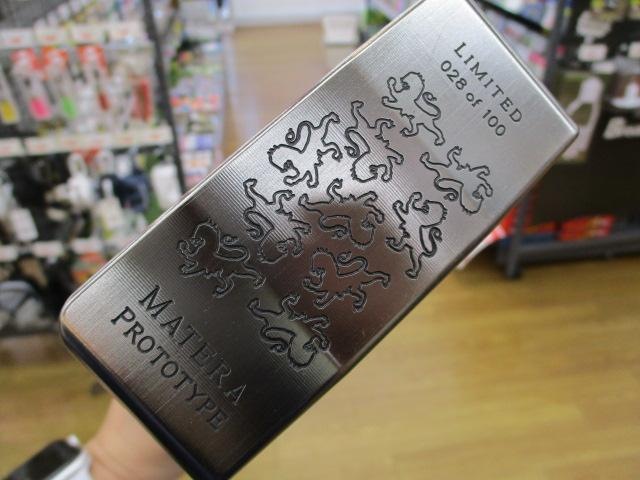 LIMITED
028 of 100
MATERA
PROTOTYPE